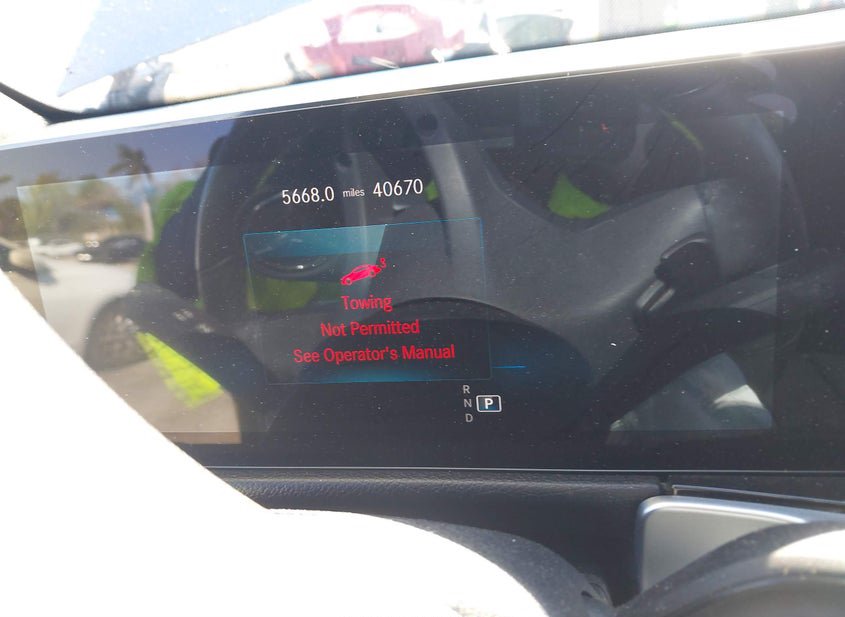 5668.0 miles 40670
Towing
Not Permitted
See Operator's Manual
R
N P
D